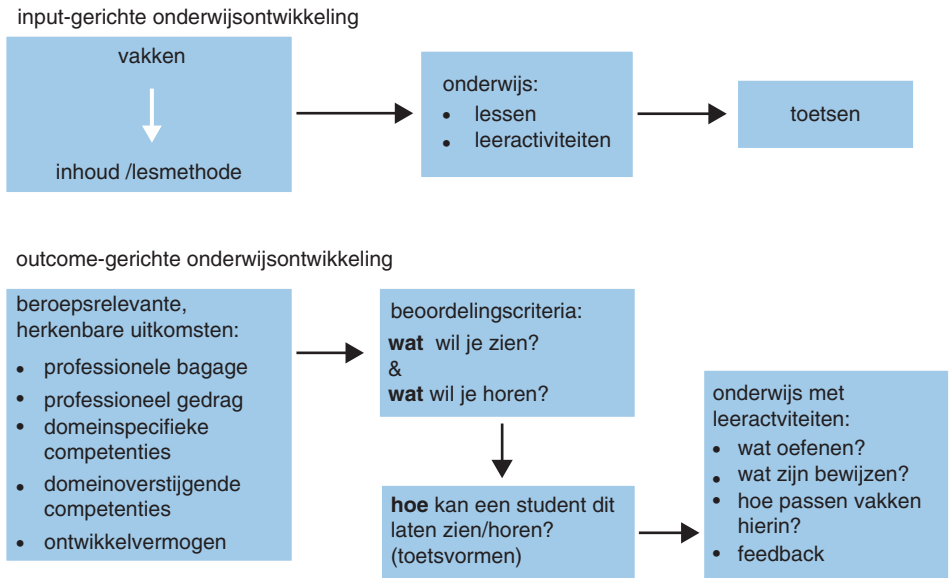 input-gerichte onderwijsontwikkeling
vakken
inhoud /lesmethode
onderwijs:
• lessen
• leeractiviteiten
toetsen
outcome-gerichte onderwijsontwikkeling
beroepsrelevante,
herkenbare uitkomsten:
• professionele bagage
• professioneel gedrag
• domeinspecifieke
competenties
• domeinoverstijgende
competenties
• ontwikkelvermogen
beoordelingscriteria:
wat wil je zien?
&
wat wil je horen?
hoe kan een student dit
laten zien/horen?
(toetsvormen)
onderwijs met
leeractviteiten:
• wat oefenen?
• wat zijn bewijzen?
• hoe passen vakken
hierin?
• feedback